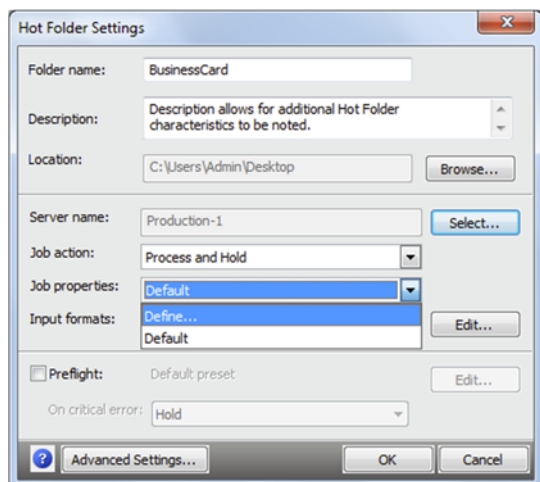 Hot Folder Settings
Folder name: BusinessCard
Description: Description allows for additional Hot Folder
characteristics to be noted.
Location: C:\Users\Admin\Desktop Browse...
Server name: Production-1 Select...
Job action: Process and Hold
Job properties: Default
Input formats: Define... Edit...
Default
Preflight: Default preset Edit...
On critical error: Hold
? Advanced Settings... OK Cancel